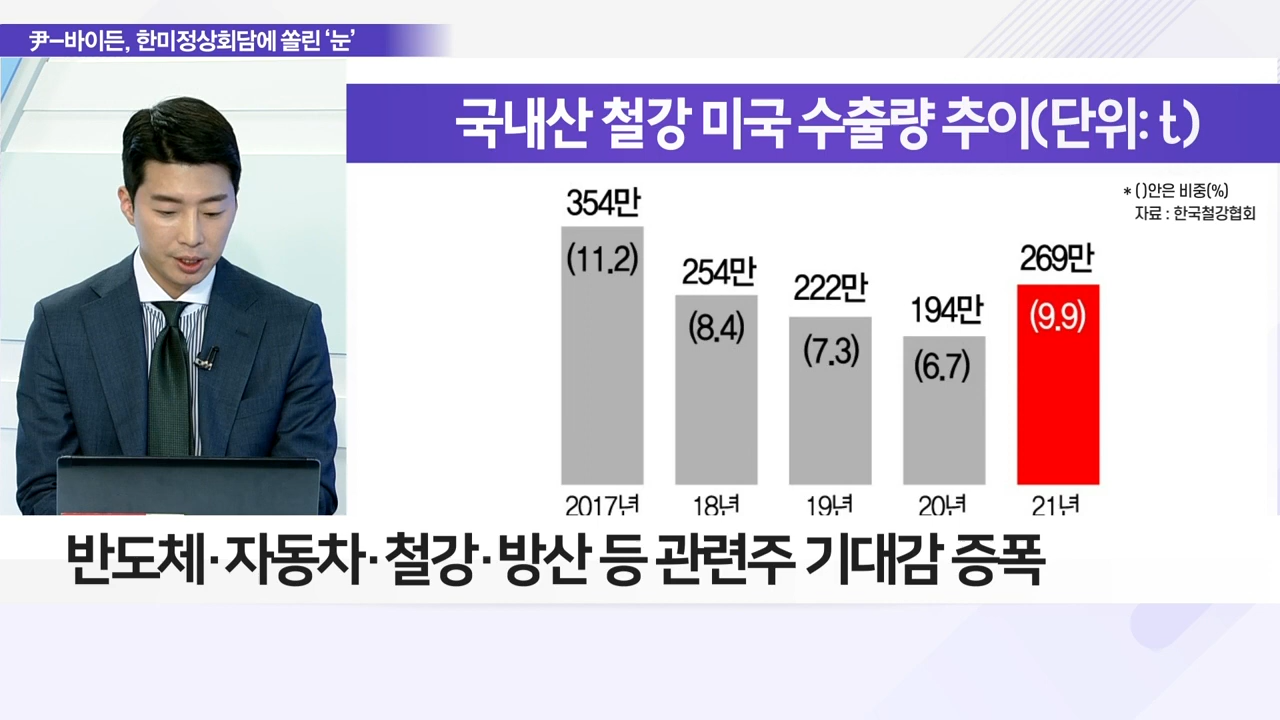 尹-바이든, 한미정상회담에 쏠린 '눈'
국내산 철강 미국 수출량 추이(단위: t)
* ( )안은 비중(%)
자료 : 한국철강협회
354만
(11.2)
254만
(8.4)
222만
(7.3)
194만
(6.7)
269만
(9.9)
2017년 18년 19년 20년 21년
반도체·자동차·철강·방산 등 관련주 기대감 증폭